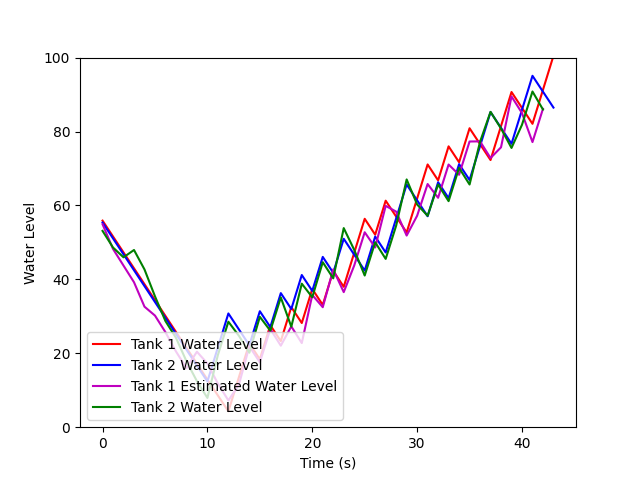 100
80
60
40
20
0
Water Level
Tank 1 Water Level
Tank 2 Water Level
Tank 1 Estimated Water Level
Tank 2 Water Level
0 10 20 30 40
Time (s)